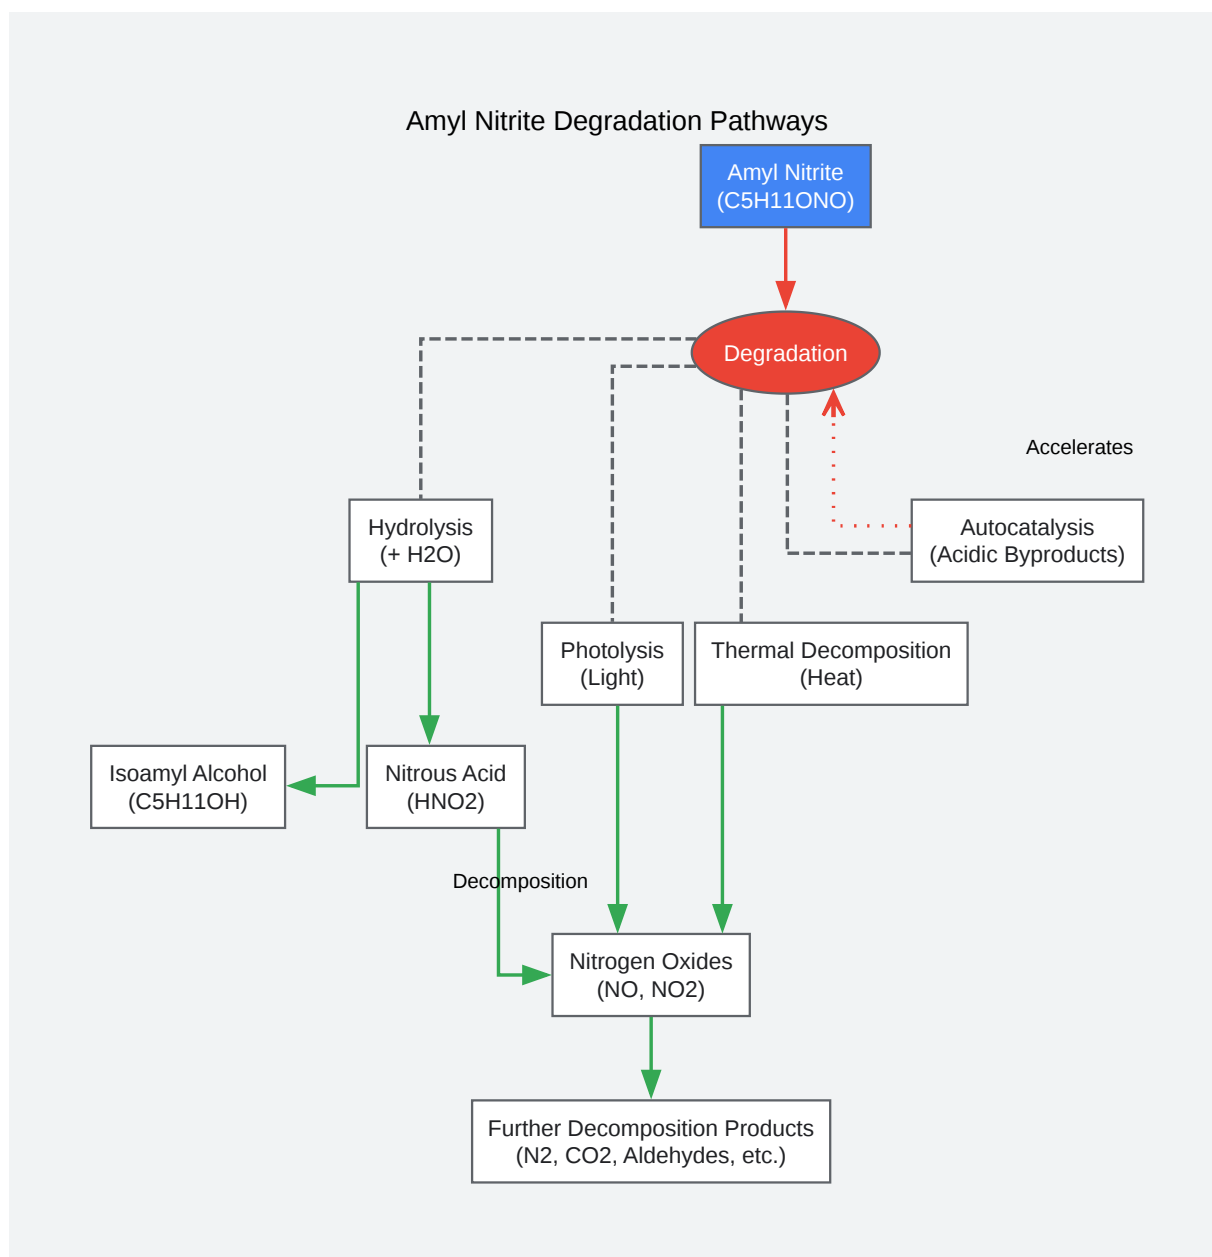 Amyl Nitrite Degradation Pathways
Amyl Nitrite
(C5H11ONO)
Degradation
Accelerates
Hydrolysis
(+ H2O)
Autocatalysis
(Acidic Byproducts)
Photolysis
(Light)
Thermal Decomposition
(Heat)
Isoamyl Alcohol
(C5H11OH)
Nitrous Acid
(HNO2)
Decomposition
Nitrogen Oxides
(NO, NO2)
Further Decomposition Products
(N2, CO2, Aldehydes, etc.)